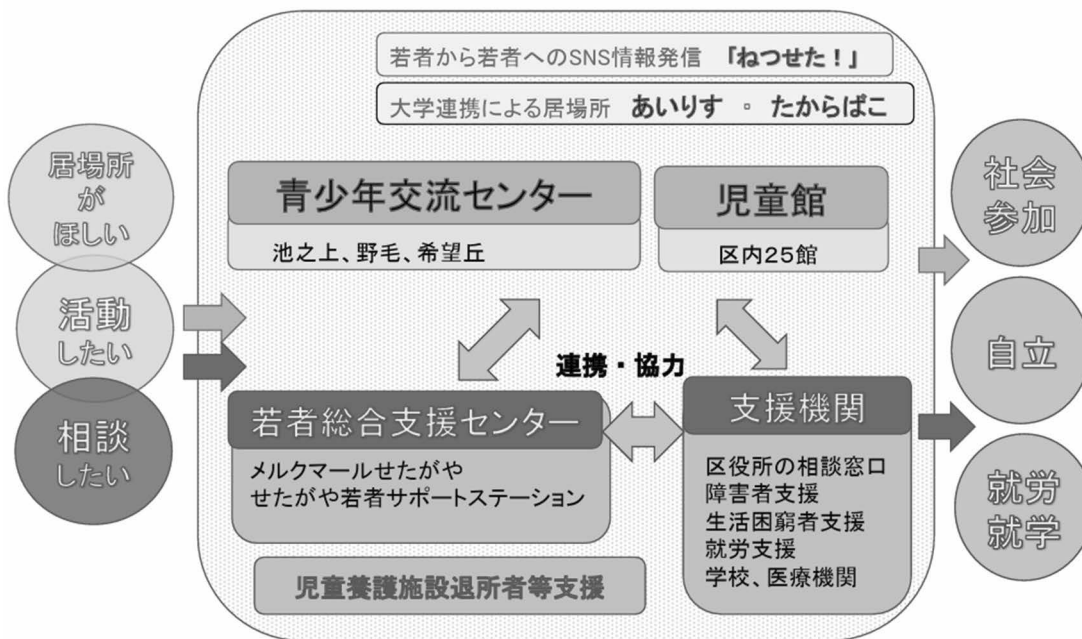 若者から若者へのSNS情報発信 「ねつせた！」
大学連携による居場所 あいりす ・ たからばこ
居場所
が
ほしい
活動
したい
相談
したい
青少年交流センター
池之上、野毛、希望丘
児童館
区内25館
連携・協力
若者総合支援センター
メルクマールせたがや
せたがや若者サポートステーション
支援機関
区役所の相談窓口
障害者支援
生活困窮者支援
就労支援
学校、医療機関
児童養護施設退所者等支援
社会
参加
自立
就労
就学